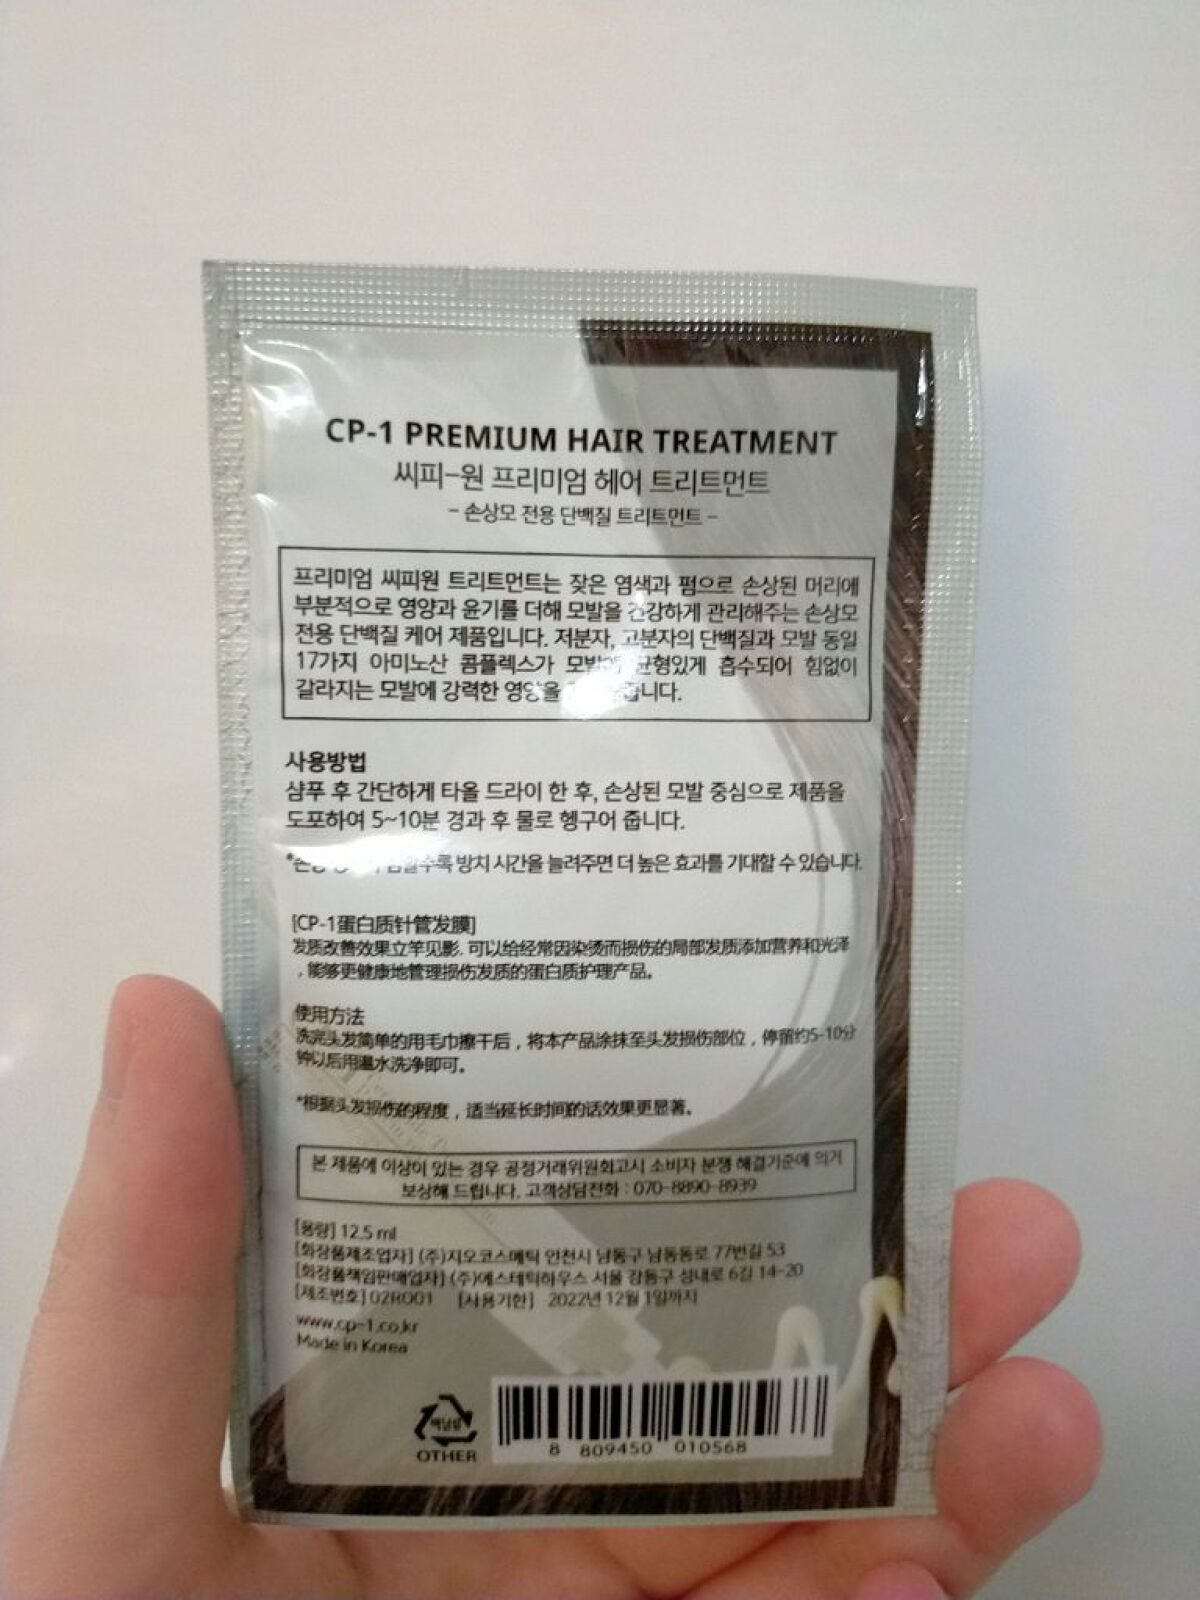 CP-1 PREMIUM HAIR TREATMENT
씨피-원 프리미엄 헤어 트리트먼트
- 손상모 전용 단백질 트리트먼트 -
프리미엄 씨피원 트리트먼트는 잦은 염색과 펌으로 손상된 머리에
부분적으로 영양과 윤기를 더해 모발을 건강하게 관리해주는 손상모
전용 단백질 케어 제품입니다. 저분자, 고분자의 단백질과 모발 동일
17가지 아미노산 콤플렉스가 균형있게 흡수되어 힘없이
갈라지는 모발에 강력한 영양을
사용방법
샴푸 후 간단하게 타올 드라이 한 후, 손상된 모발 중심으로 제품을
도포하여 5~10분 경과 후 물로 헹구어 줍니다.
방치 시간을 늘려주면 더 높은 효과를 기대할 수 있습니다.
[CP-1蛋白质针管发膜]
发质改善效果立竿见影. 可以给经常因染烫而损伤的局部发质添加营养和光泽
, 能够更健康地管理损伤发质的蛋白质护理产品。
使用方法
洗完头发简单的用毛巾擦干后，将本产品涂抹至头发损伤部位，停留约5-10分
钟以后用温水洗净即可。
*根据头发损伤的程度，适当延长时间的话效果更显著。
본 제품에 이상이 있는 경우 공정거래위원회고시 소비자 분쟁 해결기준에 의거
보상해 드립니다. 고객상담전화 : 070-8890-8939
[용량] 12.5 ml
[화장품제조업자] (주)지오코스메틱 인천시 남동구 남동동로 77번길 53
[화장품책임판매업자] (주)에스테틱하우스 서울 강동구 성내로 6길 14-20
[제조번호] 02R001 [사용기한] 2022년 12월 1일까지
www.cp-1.co.kr
Made in Korea
비닐류
OTHER
8 809450 010568